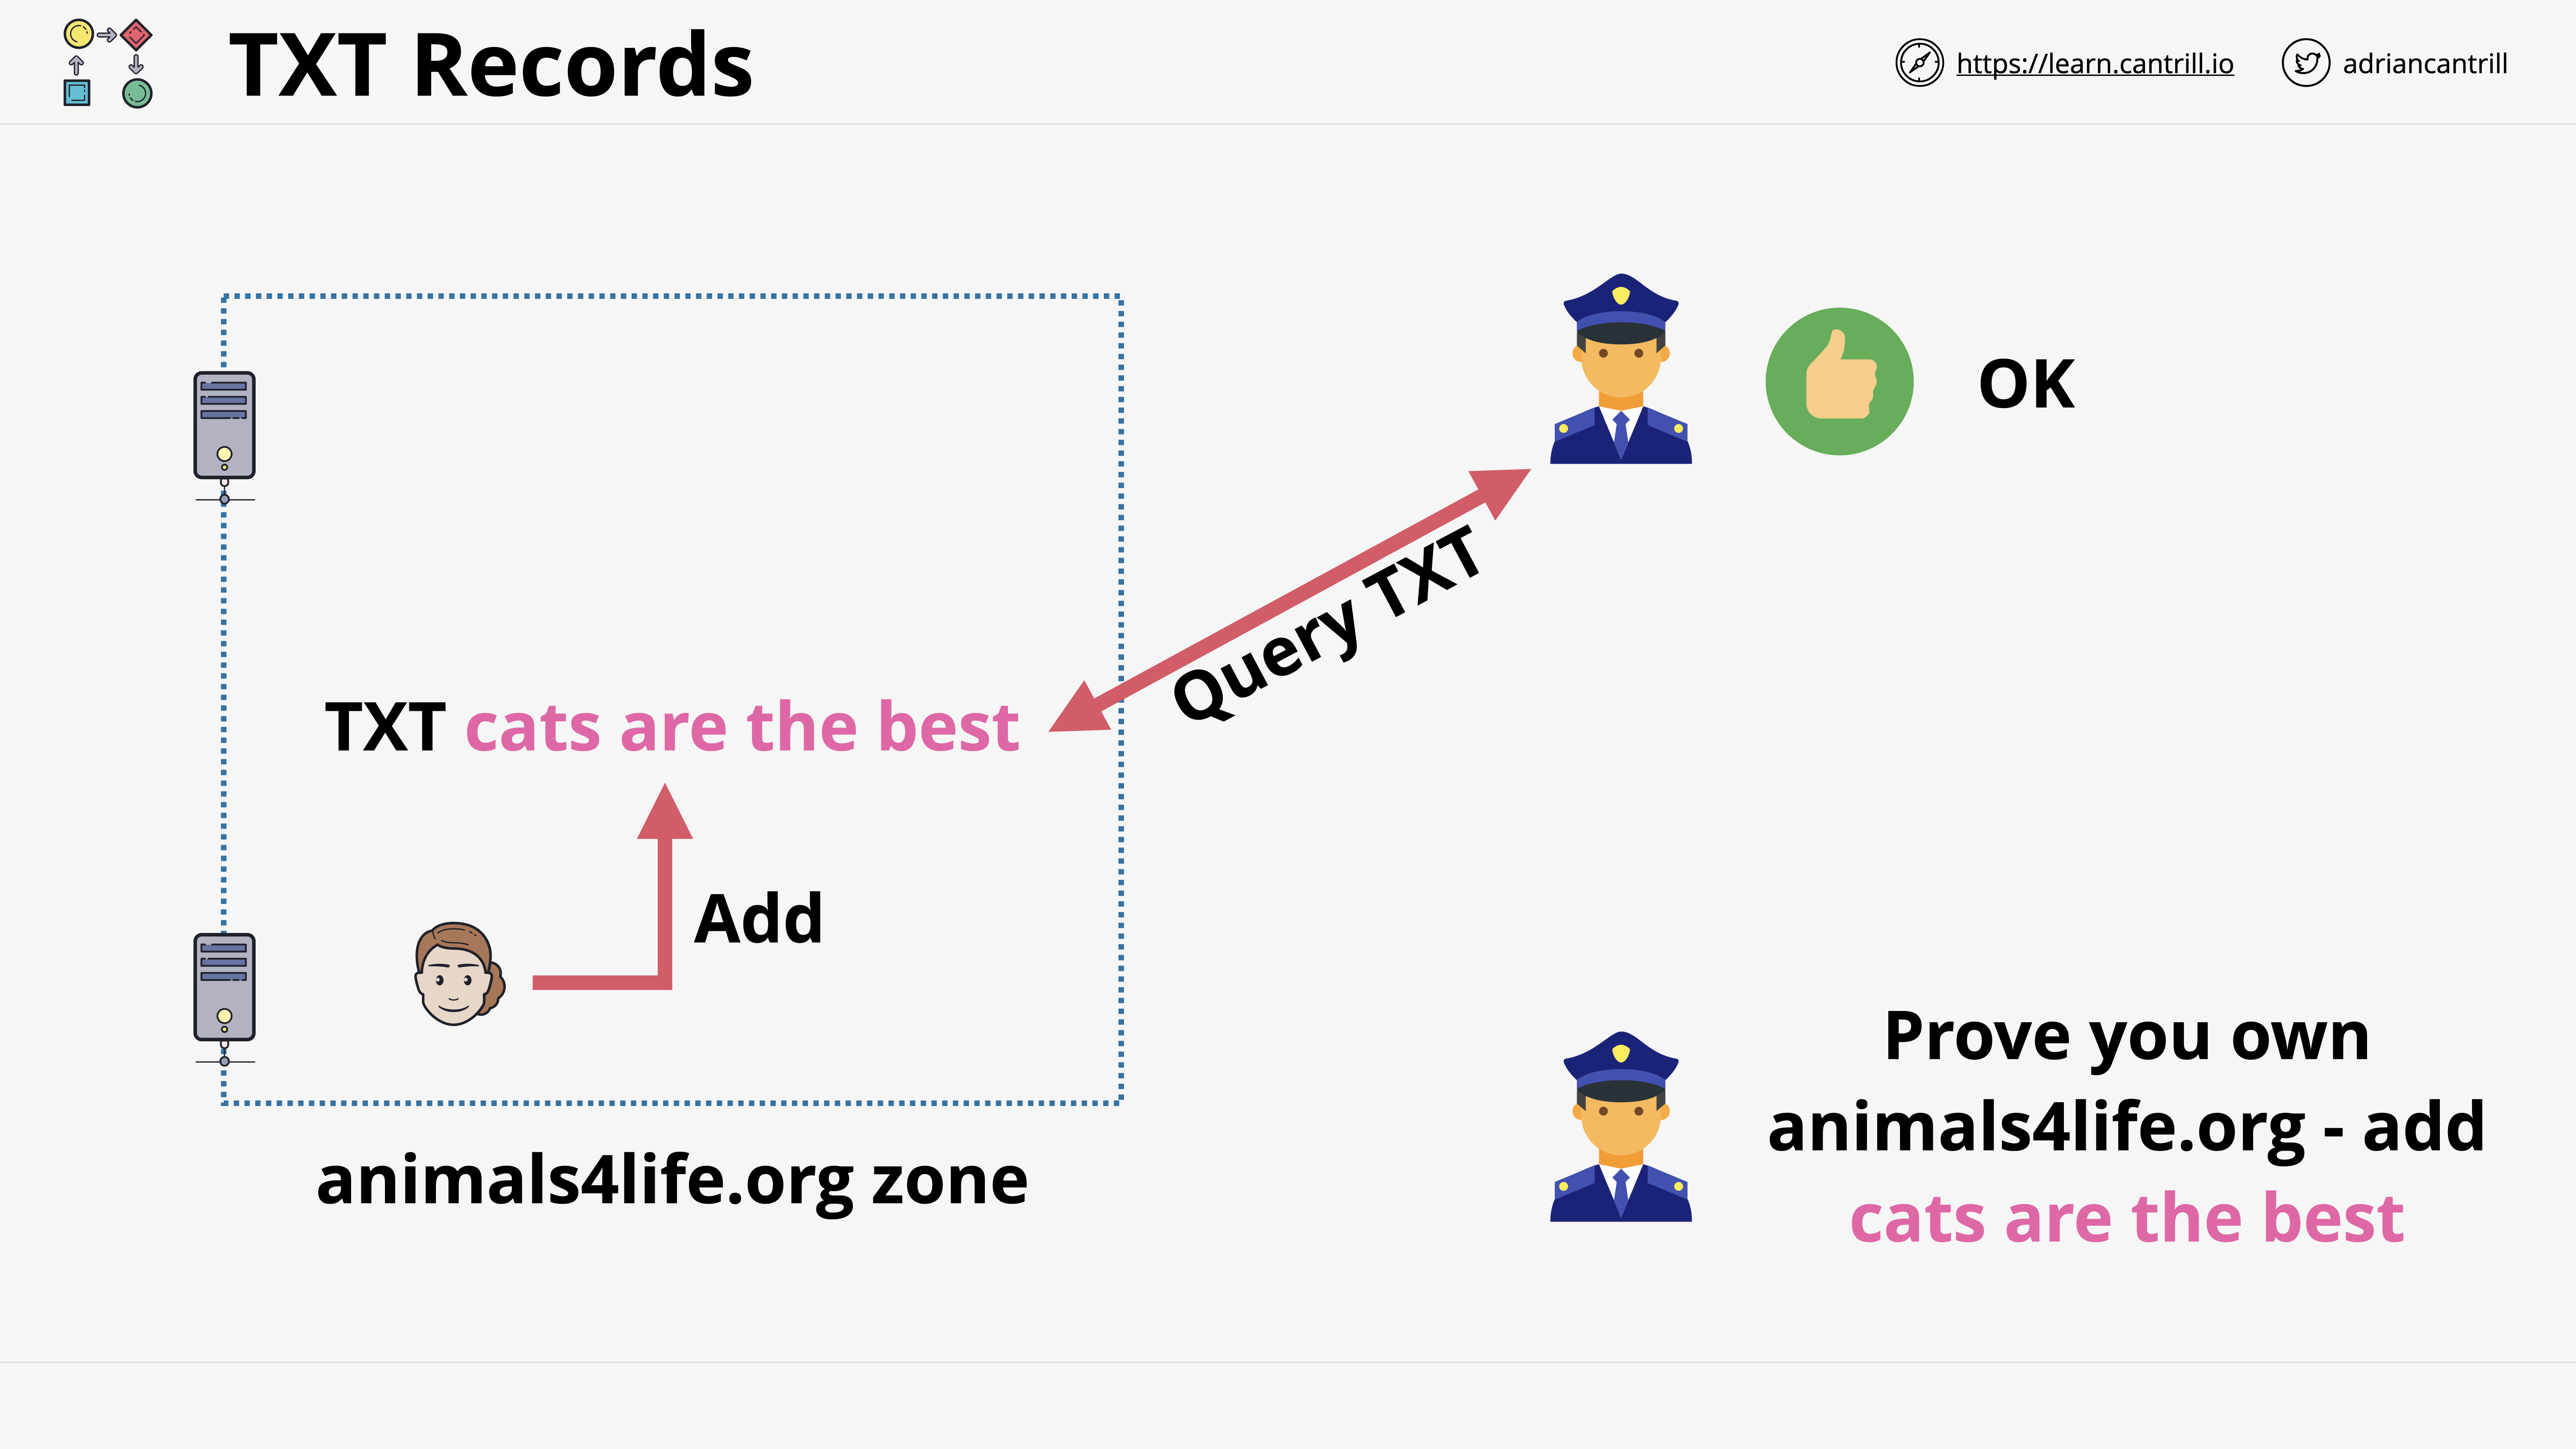 TXT Records
https://learn.cantrill.io
adriancantrill
OK
Query TXT
TXT cats are the best
Add
animals4life.org zone
Prove you own
animals4life.org - add
cats are the best